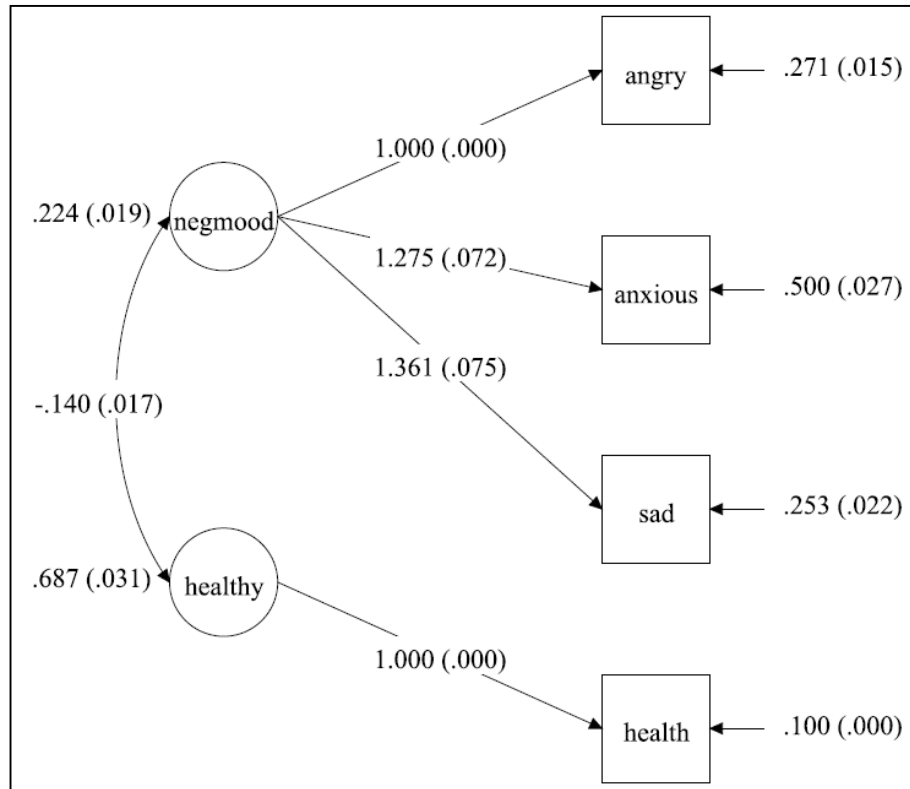 angry
.271 (.015)
1.000 (.000)
.224 (.019)
negmood
1.275 (.072)
anxious
.500 (.027)
1.361 (.075)
-.140 (.017)
sad
.253 (.022)
.687 (.031)
healthy
1.000 (.000)
health
.100 (.000)